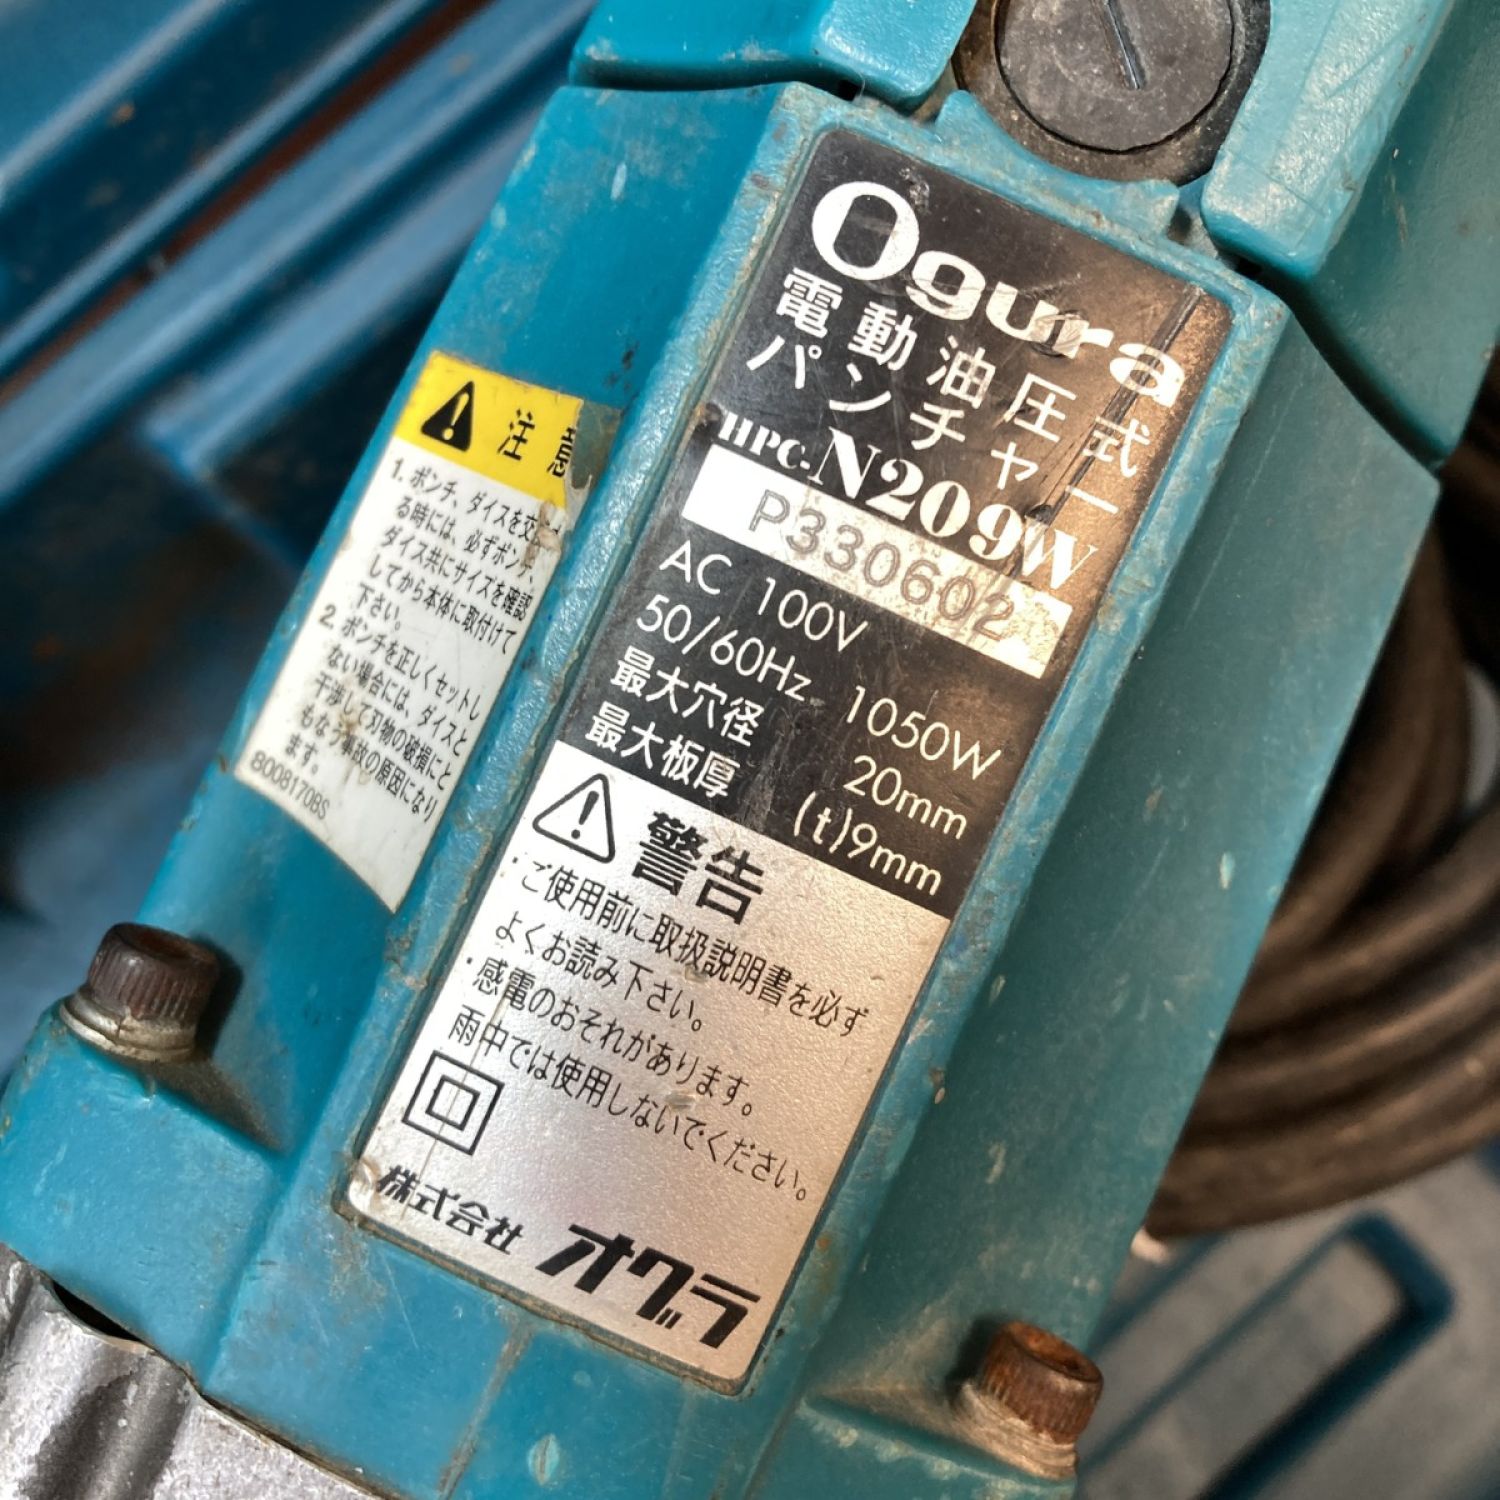 Ogura
電動油圧式
パンチャー
HPC-N209W
P330602
AC 100V
50/60Hz 1050W
最大穴径 20mm
最大板厚 (t)9mm
警告
・ご使用前に取扱説明書を必ず
よくお読み下さい。
・感電のおそれがあります。
雨中では使用しないでください。
株式会社 オグラ
注意
1. ポンチ、ダイスを交
る時には、必ずポン
ダイス共にサイズを確認
してから本体に取付けて
下さい。
2. ポンチを正しくセットし
ない場合には、ダイスと
干渉して刃物の破損にと
もなう事故の原因になり
ます。
800817OBS